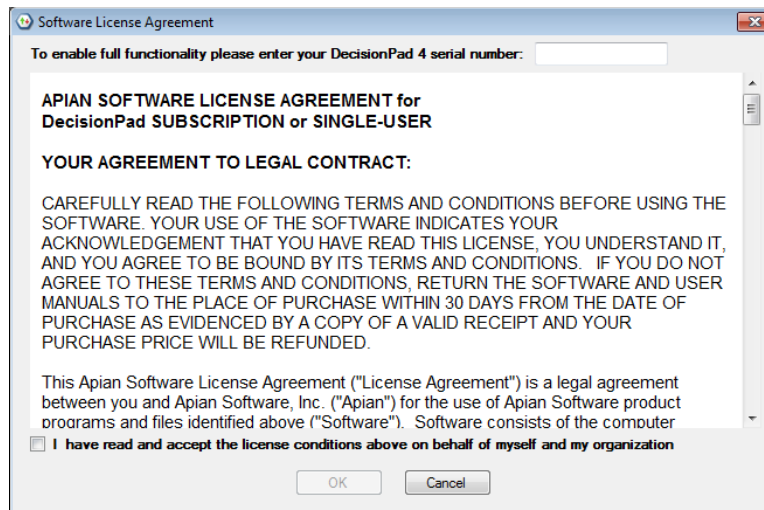 Software License Agreement
To enable full functionality please enter your DecisionPad 4 serial number:
APIAN SOFTWARE LICENSE AGREEMENT for
DecisionPad SUBSCRIPTION or SINGLE-USER
YOUR AGREEMENT TO LEGAL CONTRACT:
CAREFULLY READ THE FOLLOWING TERMS AND CONDITIONS BEFORE USING THE
SOFTWARE. YOUR USE OF THE SOFTWARE INDICATES YOUR
ACKNOWLEDGEMENT THAT YOU HAVE READ THIS LICENSE, YOU UNDERSTAND IT,
AND YOU AGREE TO BE BOUND BY ITS TERMS AND CONDITIONS.   IF YOU DO NOT
AGREE TO THESE TERMS AND CONDITIONS, RETURN THE SOFTWARE AND USER
MANUALS TO THE PLACE OF PURCHASE WITHIN 30 DAYS FROM THE DATE OF
PURCHASE AS EVIDENCED BY A COPY OF A VALID RECEIPT AND YOUR
PURCHASE PRICE WILL BE REFUNDED.
This Apian Software License Agreement ("License Agreement") is a legal agreement
between you and Apian Software, Inc. ("Apian") for the use of Apian Software product
programs and files identified above ("Software").  Software consists of the computer
I have read and accept the license conditions above on behalf of myself and my organization
OK
Cancel